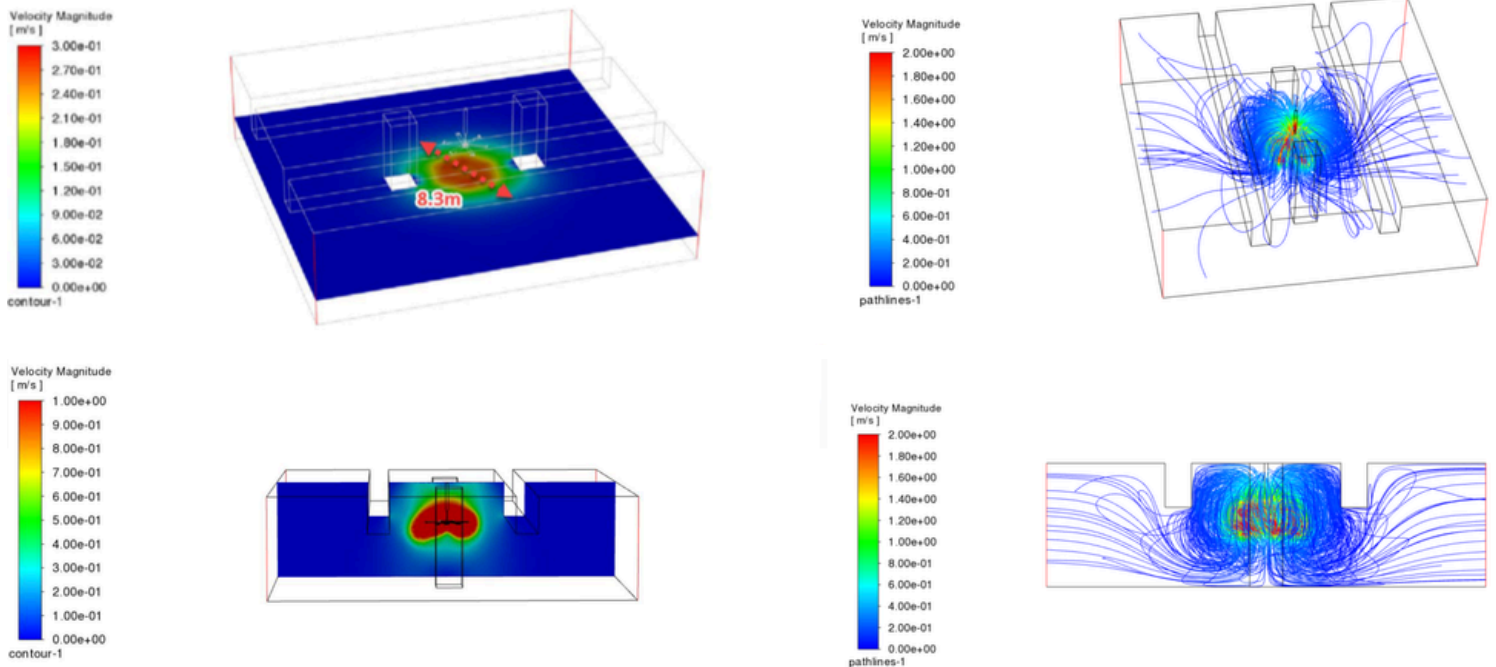 Velocity Magnitude
[ m/s ]
3.00e-01
2.70e-01
2.40e-01
2.10e-01
1.80e-01
1.50e-01
1.20e-01
9.00e-02
6.00e-02
3.00e-02
0.00e+00
contour-1
8.3m
Velocity Magnitude
[ m/s ]
2.00e+00
1.80e+00
1.60e+00
1.40e+00
1.20e+00
1.00e+00
8.00e-01
6.00e-01
4.00e-01
2.00e-01
0.00e+00
pathlines-1
Velocity Magnitude
[ m/s ]
1.00e+00
9.00e-01
8.00e-01
7.00e-01
6.00e-01
5.00e-01
4.00e-01
3.00e-01
2.00e-01
1.00e-01
0.00e+00
contour-1
Velocity Magnitude
[ m/s ]
2.00e+00
1.80e+00
1.60e+00
1.40e+00
1.20e+00
1.00e+00
8.00e-01
6.00e-01
4.00e-01
2.00e-01
0.00e+00
pathlines-1